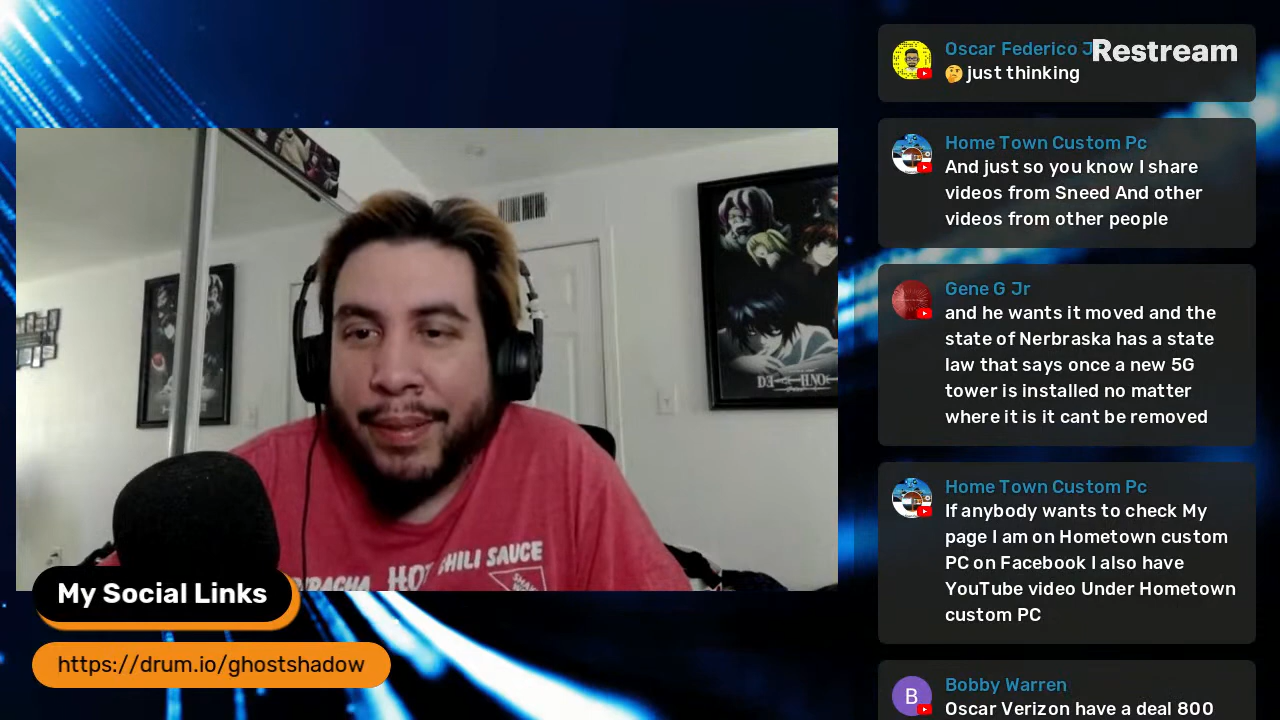 Oscar Federico J
Restream
🤔 just thinking
Home Town Custom Pc
And just so you know I share
videos from Sneed And other
videos from other people
Gene G Jr
and he wants it moved and the
state of Nerbraska has a state
law that says once a new 5G
tower is installed no matter
where it is it cant be removed
Home Town Custom Pc
If anybody wants to check My
page I am on Hometown custom
PC on Facebook I also have
YouTube video Under Hometown
custom PC
B
Bobby Warren
Oscar Verizon have a deal 800
HOT CHILI SAUCE
My Social Links
https://drum.io/ghostshadow